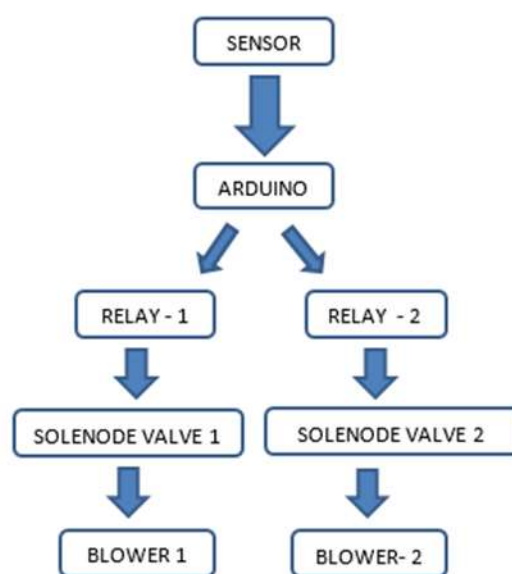 SENSOR
ARDUINO
RELAY - 1
RELAY - 2
SOLENODE VALVE 1
SOLENODE VALVE 2
BLOWER 1
BLOWER- 2